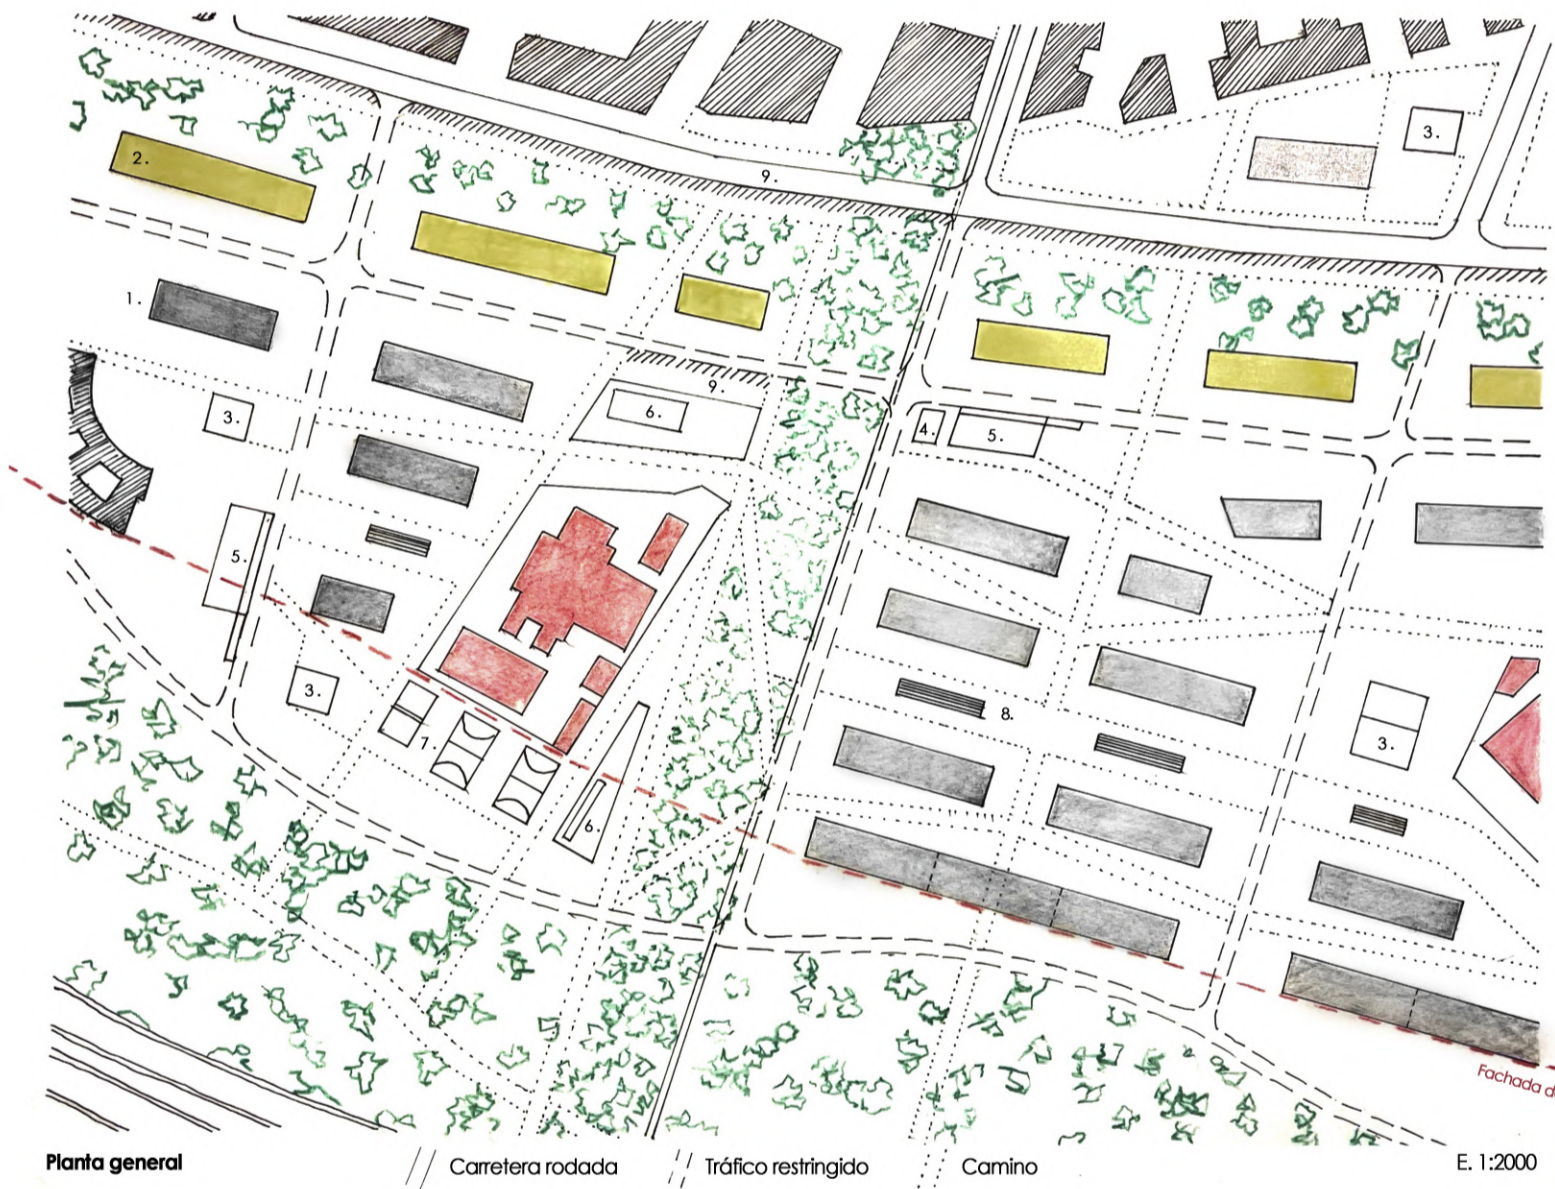 9.
3.
2.
1.
9.
3.
6.
4.
5.
5.
3.
7.
8.
3.
6.
Fachada
Planta general
Carretera rodada
Tráfico restringido
Camino
E. 1:2000